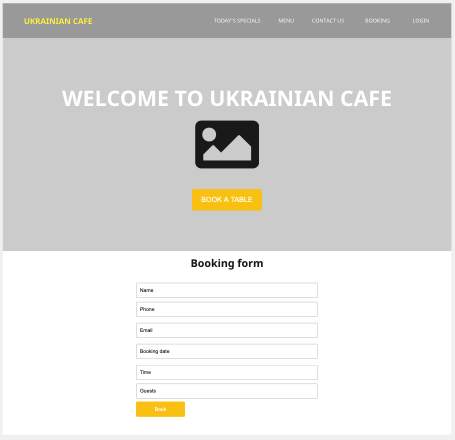 UKRAINIAN CAFE
TODAY'S SPECIALS MENU CONTACT US BOOKING LOGIN
WELCOME TO UKRAINIAN CAFE
BOOK A TABLE
Booking form
Name
Phone
Email
Booking date
Time
Guests
Book